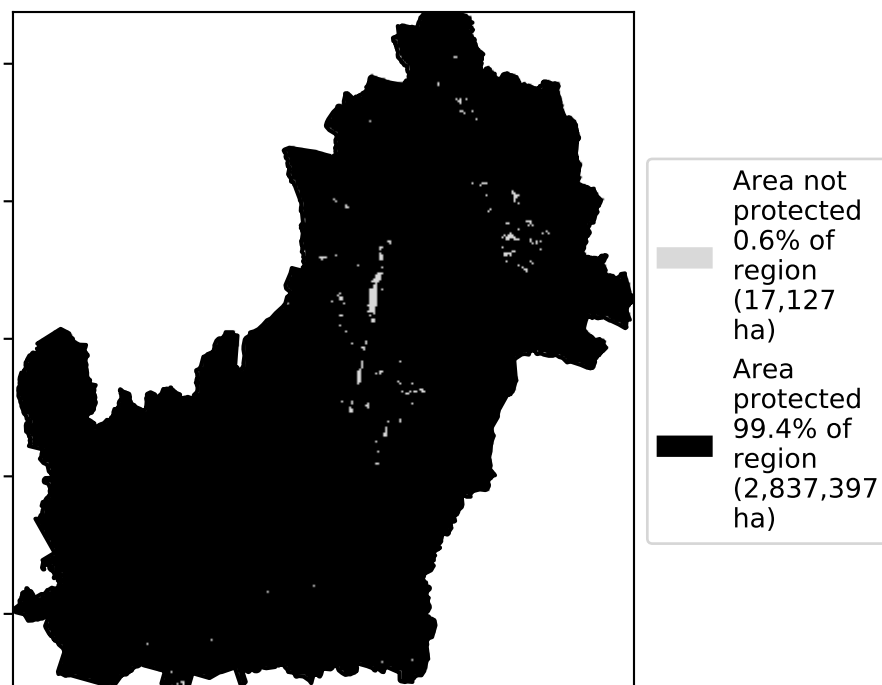 Area not
protected
0.6% of
region
(17,127
ha)
Area
protected
99.4% of
region
(2,837,397
ha)